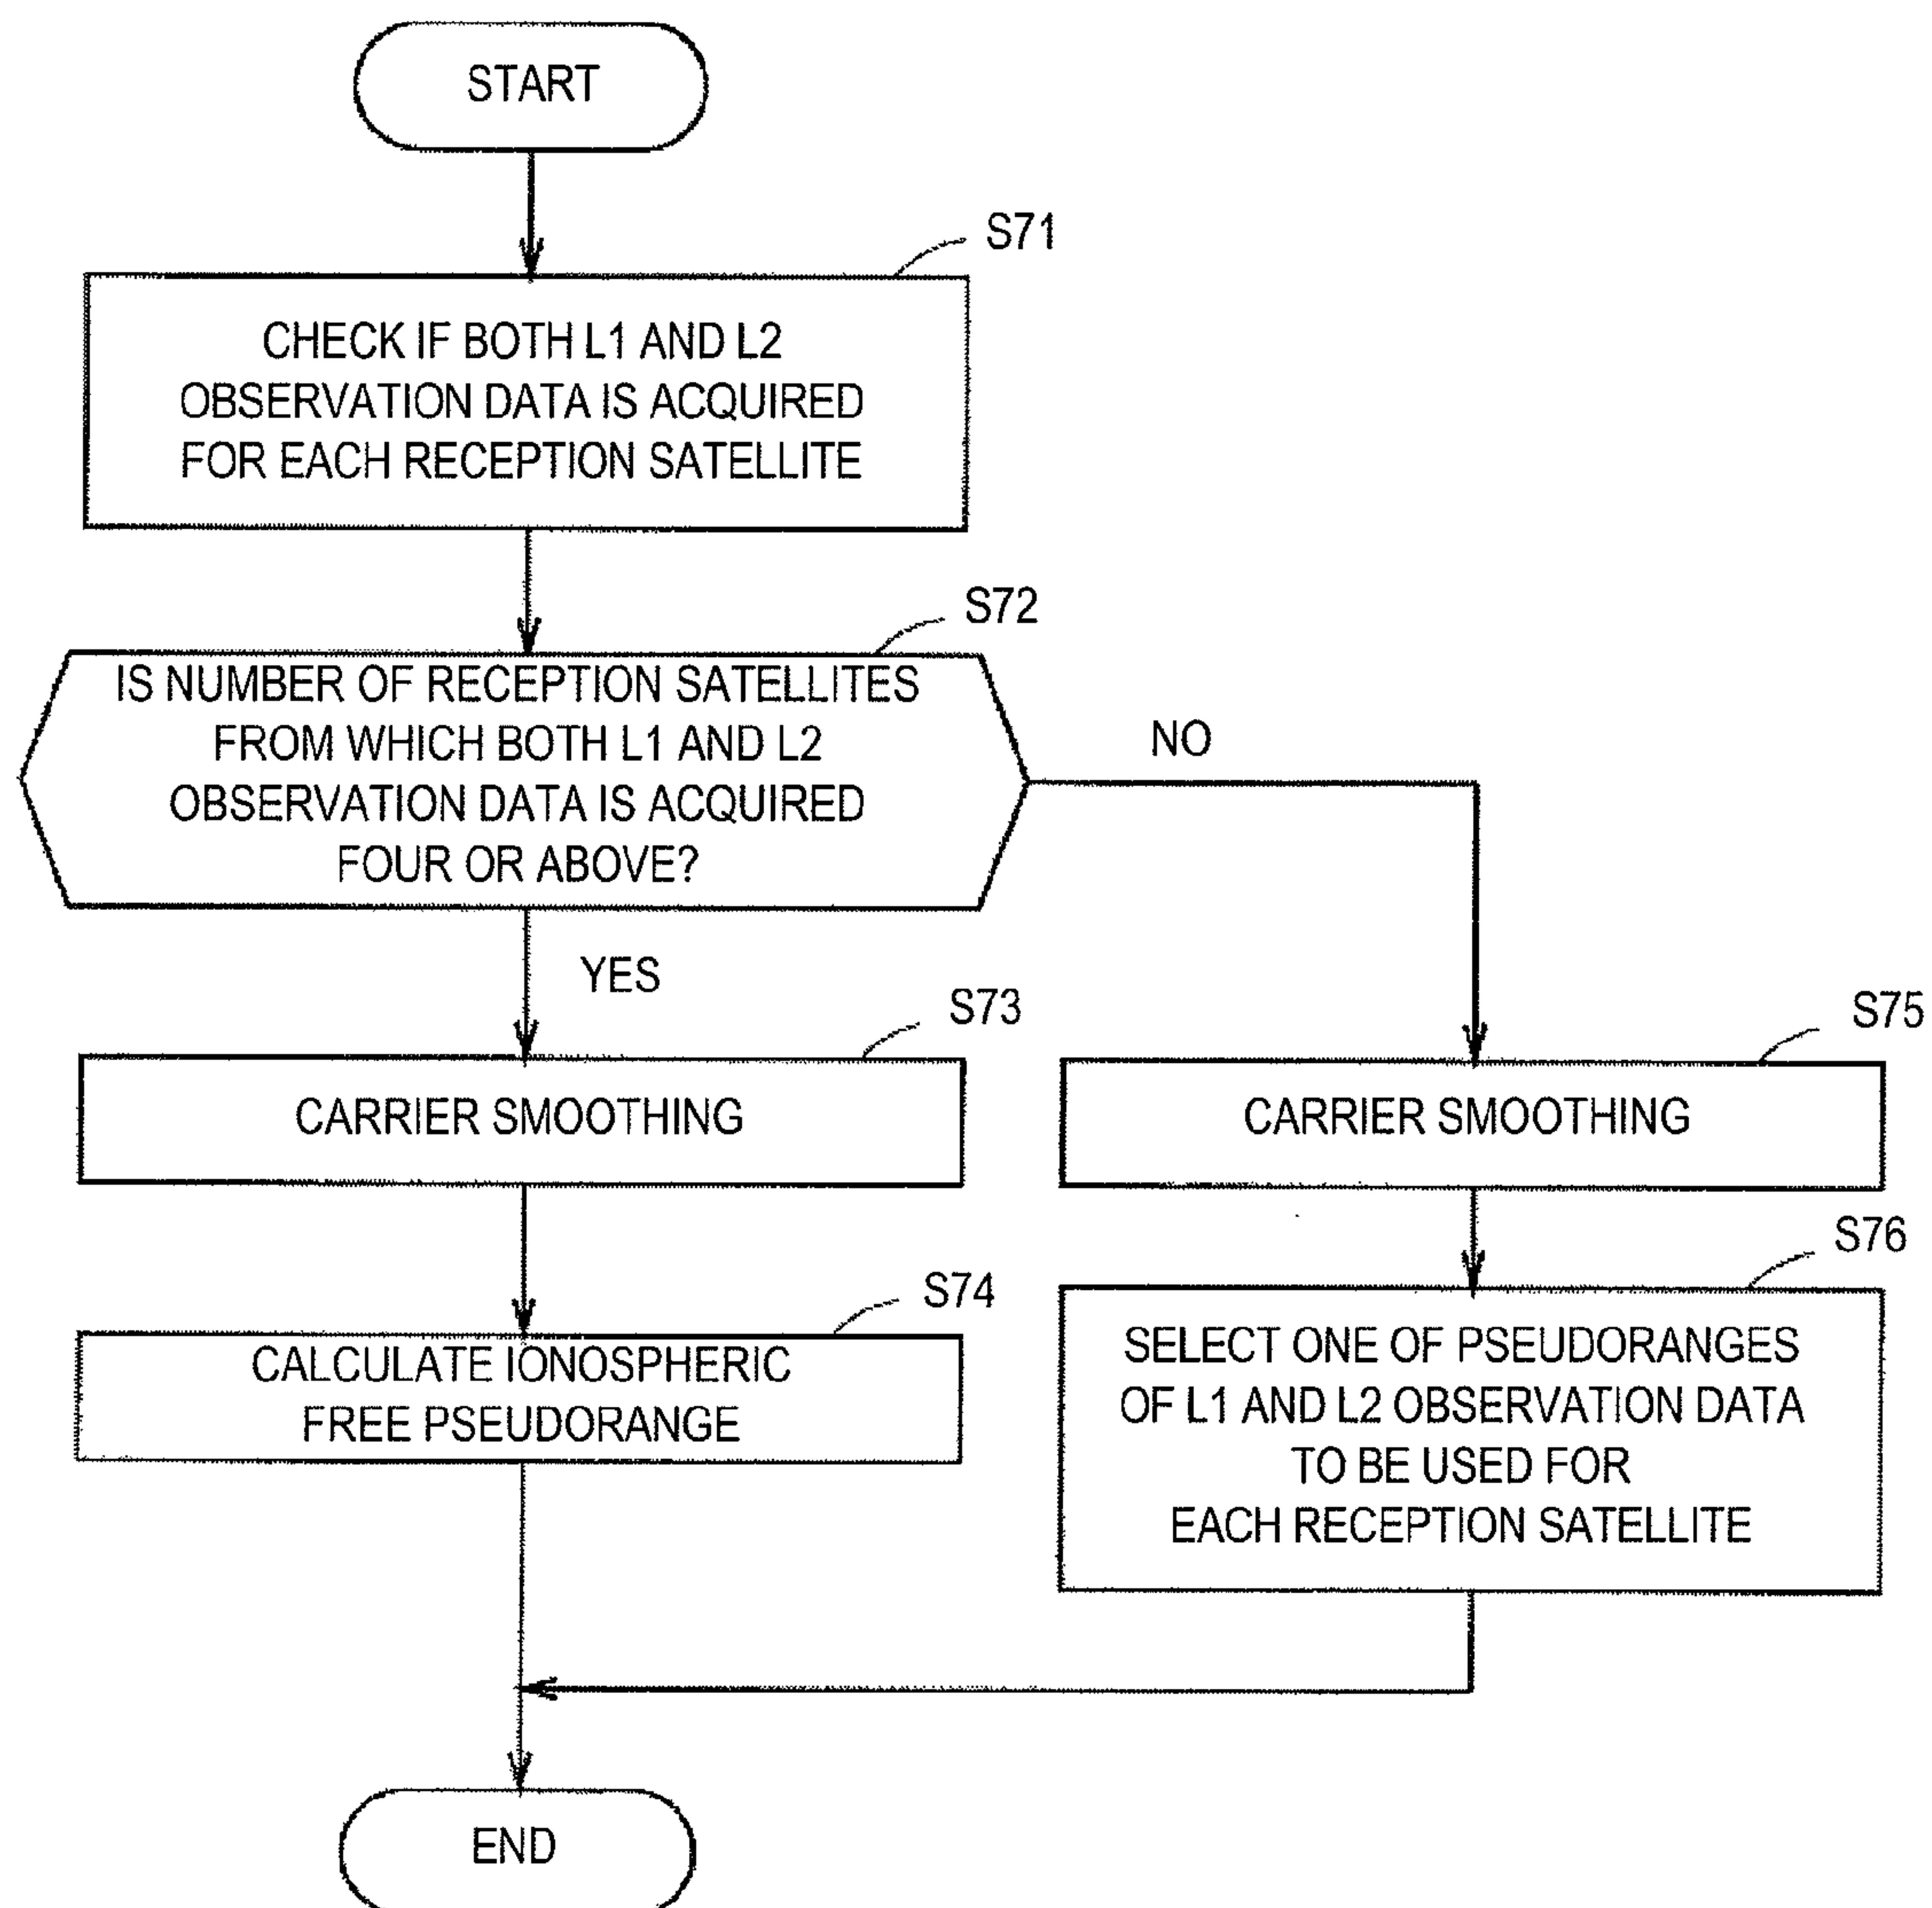 START
S71
CHECK IF BOTH L1 AND L2
OBSERVATION DATA IS ACQUIRED
FOR EACH RECEPTION SATELLITE
S72
IS NUMBER OF RECEPTION SATELLITES
FROM WHICH BOTH L1 AND L2
OBSERVATION DATA IS ACQUIRED
FOUR OR ABOVE?
NO
YES
S73
CARRIER SMOOTHING
S74
CALCULATE IONOSPHERIC
FREE PSEUDORANGE
S75
CARRIER SMOOTHING
S76
SELECT ONE OF PSEUDORANGES
OF L1 AND L2 OBSERVATION DATA
TO BE USED FOR
EACH RECEPTION SATELLITE
END